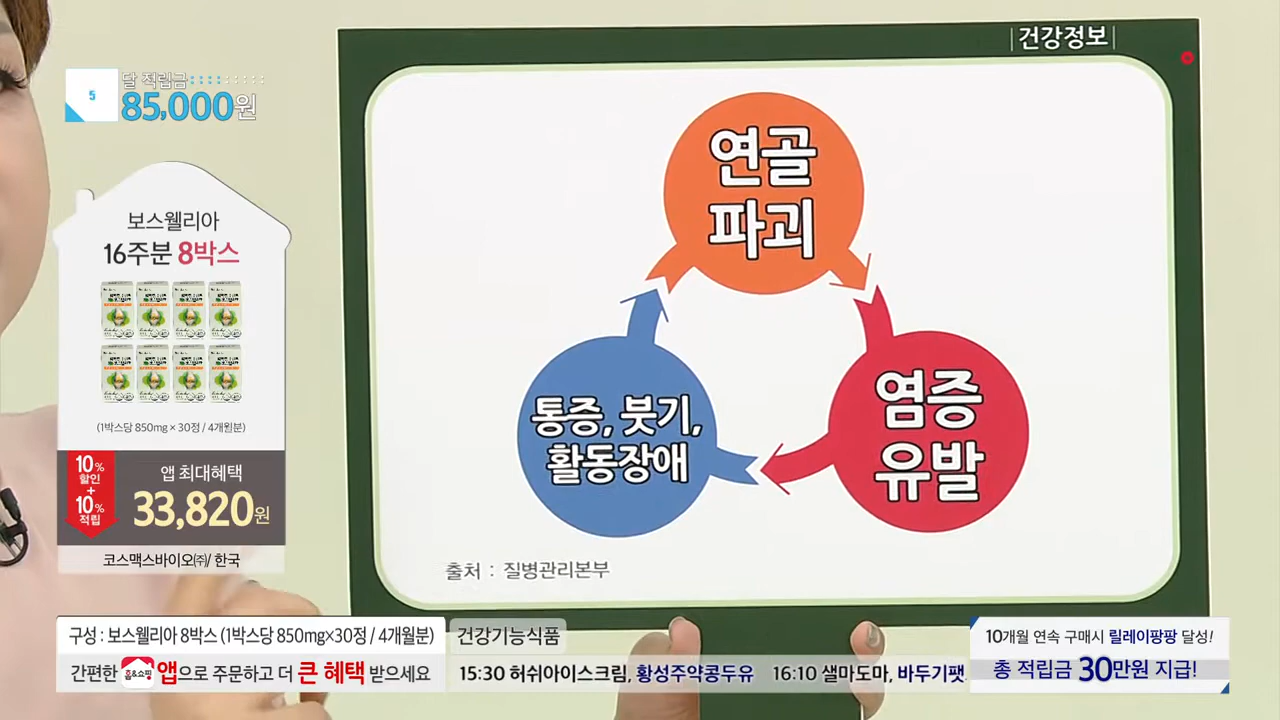 건강정보
5
달 적립금
85,000원
연골
파괴
염증
유발
통증, 붓기,
활동장애
출처 : 질병관리본부
보스웰리아
16주분 8박스
(1박스당 850mg × 30정 / 4개월분)
10%
할인
+
10%
적립
앱 최대혜택
33,820원
코스맥스바이오㈜/ 한국
구성 : 보스웰리아 8박스 (1박스당 850mg×30정 / 4개월분)
건강기능식품
간편한 홈&쇼핑 앱으로 주문하고 더 큰 혜택 받으세요
15:30 허쉬아이스크림, 황성주약콩두유 16:10 샐마도마, 바두기팻
10개월 연속 구매시 릴레이팡팡 달성!
총 적립금 30만원 지급!